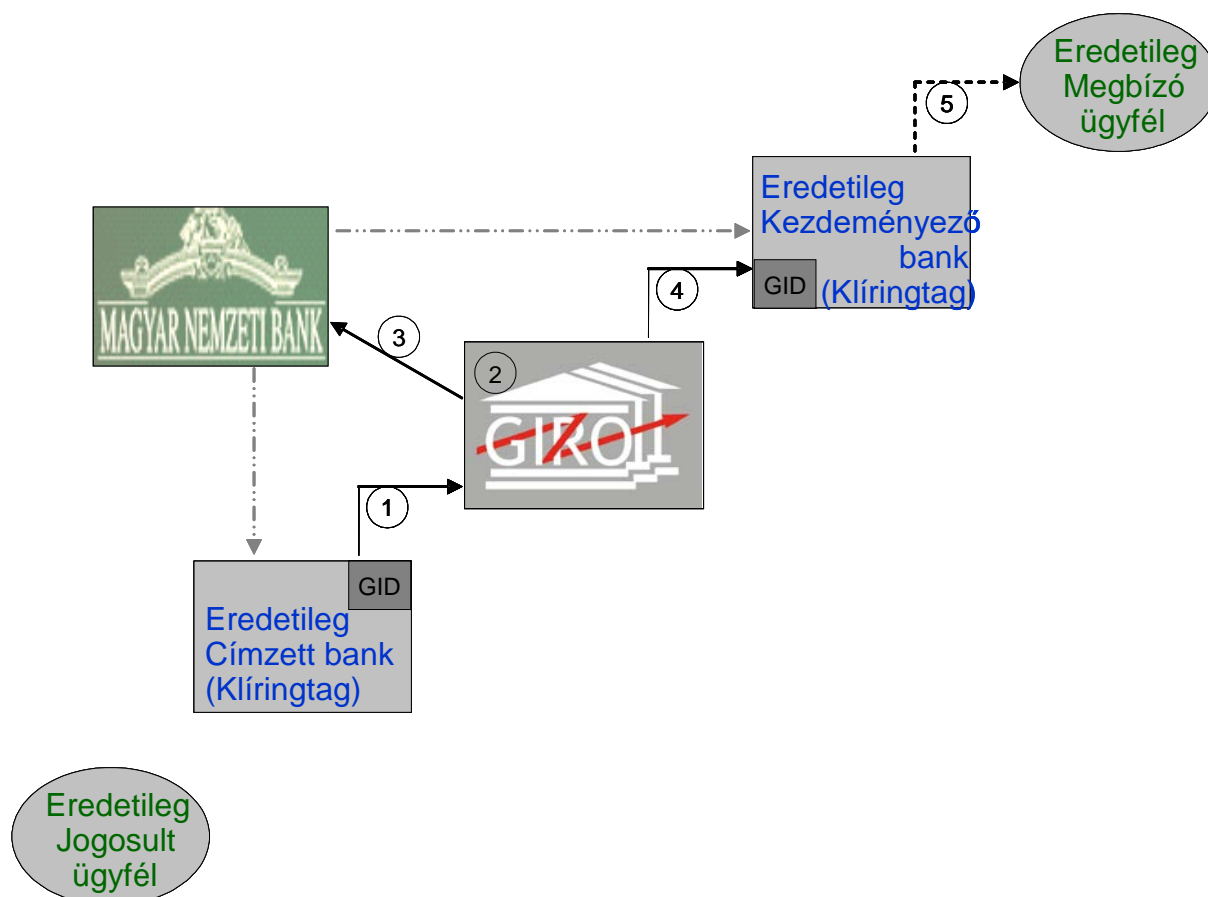 Eredetileg
Megbízó
ügyfél
5
Eredetileg
Kezdeményező
bank
(Klíringtag)
GID
4
MAGYAR NEMZETI BANK
3
2
GIRO
1
GID
Eredetileg
Címzett bank
(Klíringtag)
Eredetileg
Jogosult
ügyfél